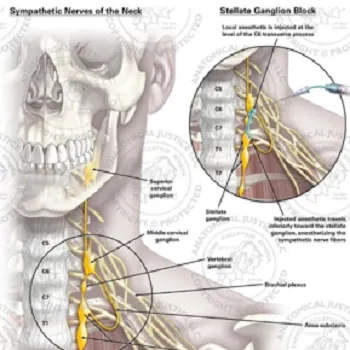 Sympathetic Nerves of the Neck
Stellate Ganglion Block
Local anesthetic is injected at the
level of the C6 transverse process
C5
C6
C7
T1
T2
Stellate
ganglion
Injected anesthetic travels
inferiorly toward the stellate
ganglion, anesthetizing the
sympathetic nerve fibers
Superior
cervical
ganglion
Middle cervical
ganglion
Vertebral
ganglion
Brachial plexus
Ansa subclavia
C5
C6
C7
T1